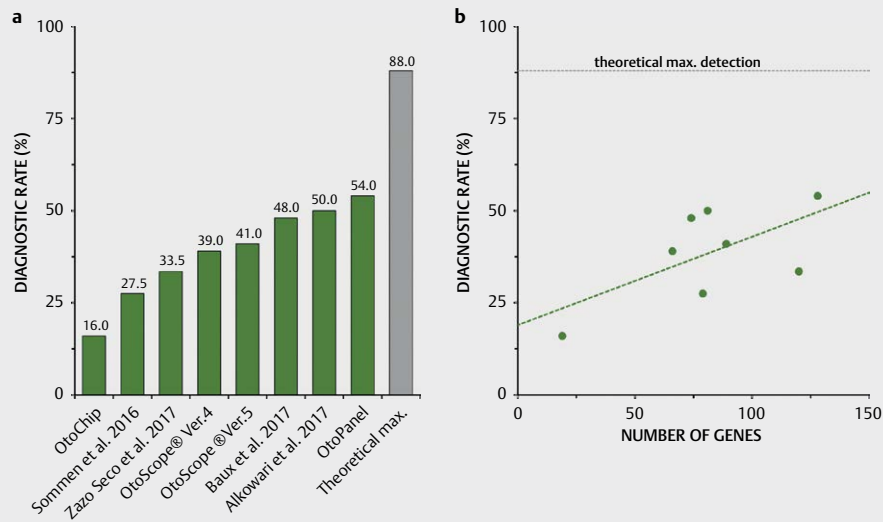 a
DIAGNOSTIC RATE (%)
100
75
50
25
0
16.0
27.5
33.5
39.0
41.0
48.0
50.0
54.0
88.0
OtoChip
Sommen et al. 2016
Zazo Seco et al. 2017
OtoScope® Ver.4
OtoScope ®Ver.5
Baux et al. 2017
Alkowari et al. 2017
OtoPanel
Theoretical max.
b
DIAGNOSTIC RATE (%)
100
75
50
25
0
theoretical max. detection
0
50
100
150
NUMBER OF GENES